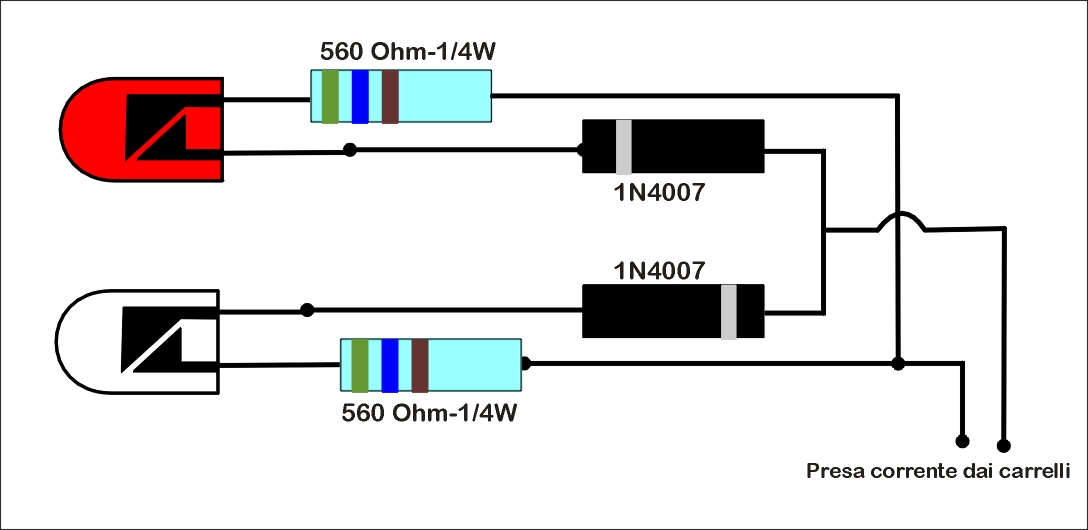 560 Ohm-1/4W
1N4007
1N4007
560 Ohm-1/4W
Presa corrente dai carrelli